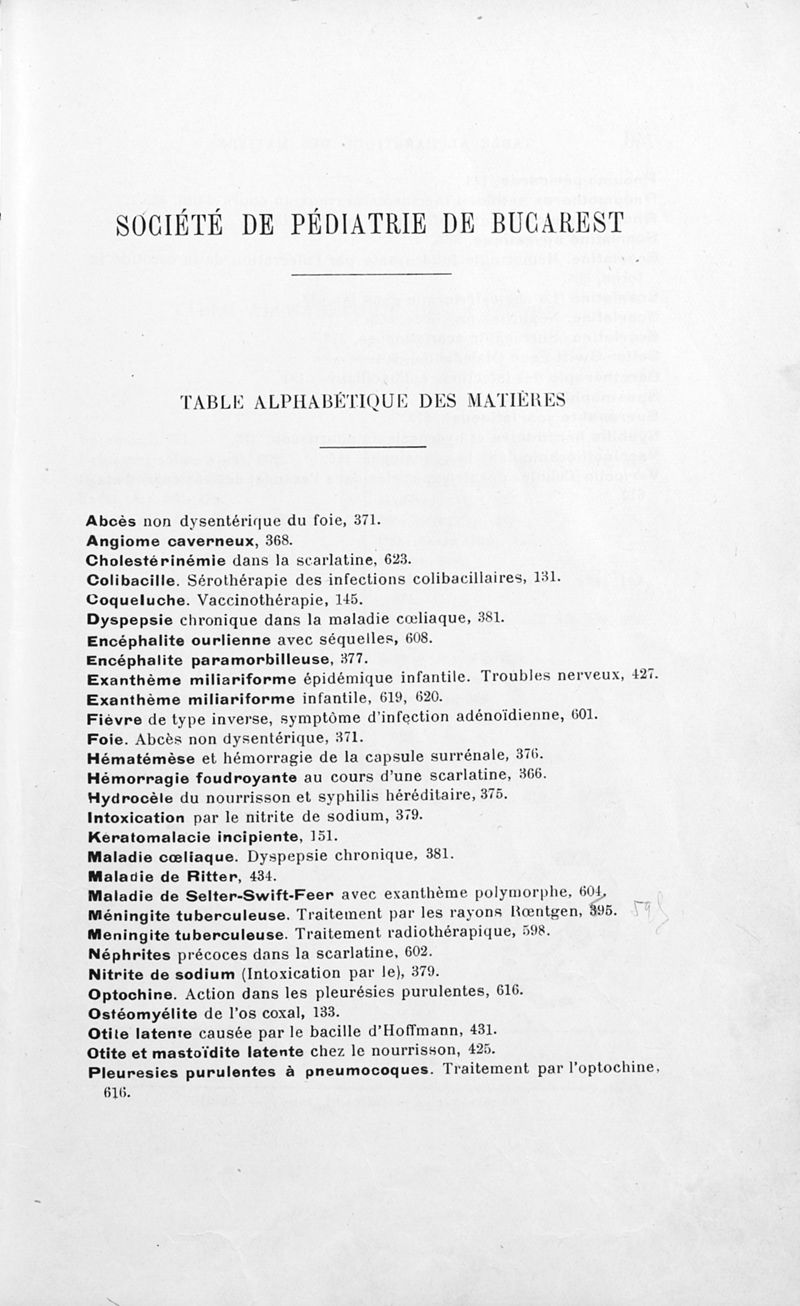 SOCIÉTÉ DE PÉDIATRIE DE BUCAREST
TABLE ALPHABÉTIQUE DES MATIÈRES
Abcès non dysentérique du foie, 371.
Angiome caverneux, 368.
Cholestérinémie dans la scarlatine, 623.
Colibacille. Sérothérapie des infections colibacillaires, 131.
Coqueluche. Vaccinothérapie, 145.
Dyspepsie chronique dans la maladie cœliaque, 381.
Encéphalite ourlienne avec séquelles, 608.
Encéphalite paramorbilleuse, 377.
Exanthème miliariforme épidémique infantile. Troubles nerveux, 427.
Exanthème miliariforme infantile, 619, 620.
Fièvre de type inverse, symptôme d'infection adénoïdienne, 601.
Foie. Abcès non dysentérique, 371.
Hématémèse et hémorragie de la capsule surrénale, 376.
Hémorragie foudroyante au cours d'une scarlatine, 366.
Hydrocèle du nourrisson et syphilis héréditaire, 375.
Intoxication par le nitrite de sodium, 379.
Kératomalacie incipiente, 151.
Maladie cœliaque. Dyspepsie chronique, 381.
Maladie de Ritter, 434.
Maladie de Selter-Swift-Feer avec exanthème polymorphe, 604.
Méningite tuberculeuse. Traitement par les rayons Rœntgen, 395. 598
Meningite tuberculeuse. Traitement radiothérapique, 598.
Néphrites précoces dans la scarlatine, 602.
Nitrite de sodium (Intoxication par le), 379.
Optochine. Action dans les pleurésies purulentes, 616.
Ostéomyélite de l'os coxal, 133.
Otite latente causée par le bacille d'Hoffmann, 431.
Otite et mastoïdite latente chez le nourrisson, 425.
Pleuresies purulentes à pneumocoques. Traitement par l'optochine,
616.